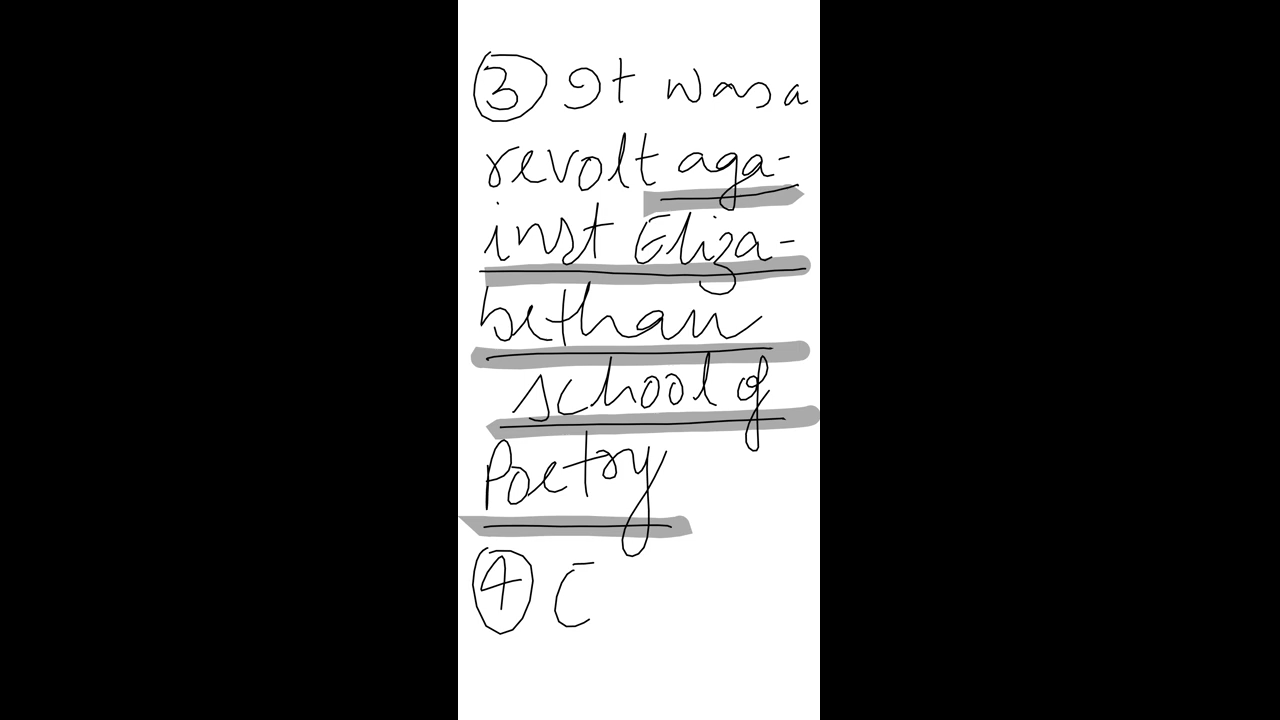 ③ It was a
revolt aga-
inst Eliza-
bethan
school of
Poetry
④ C